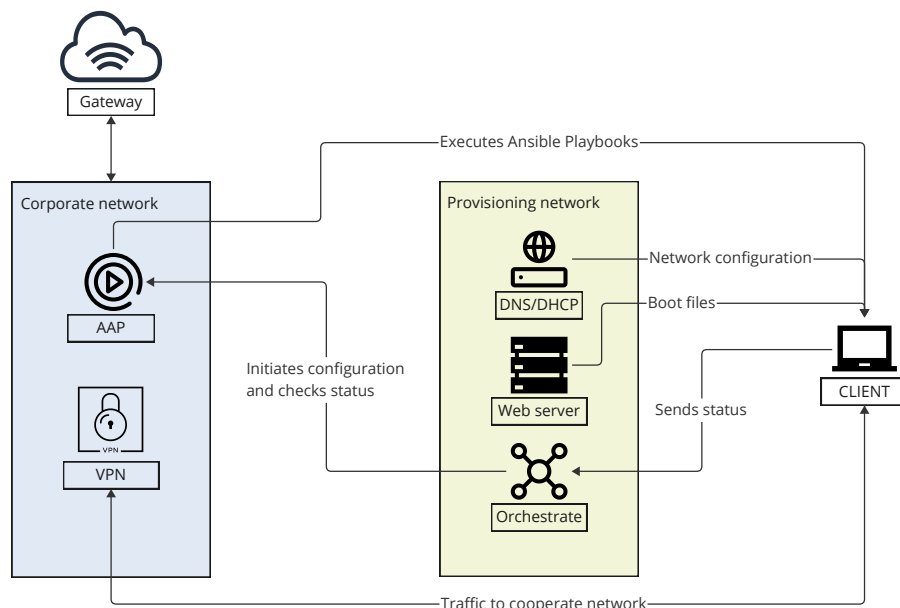 Gateway
Executes Ansible Playbooks
Corporate network
Provisioning network
Network configuration
DNS/DHCP
Boot files
AAP
Initiates configuration
and checks status
CLIENT
Web server
Sends status
VPN
VPN
Orchestrate
Traffic to cooperate network